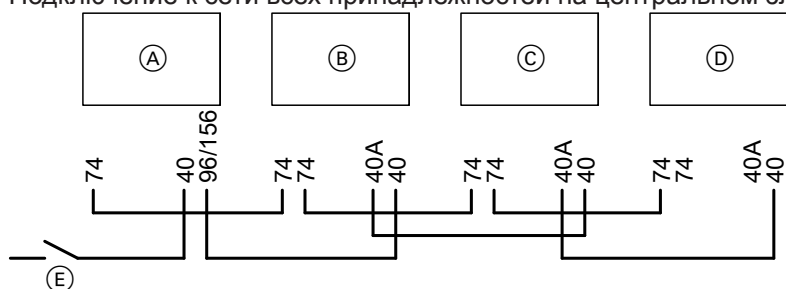 Подключение к сети всех принадлежностей на центральном
A B C D
74 40 96/156 74 74 40A 40 74 74 40A 40 74 74 40A 40
E